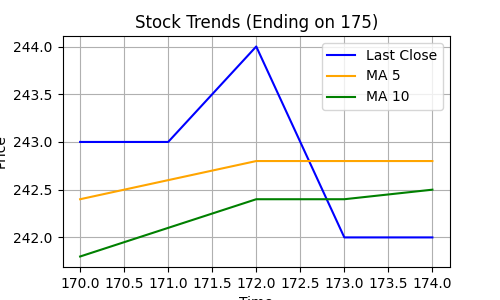 Stock Trends (Ending on 175)
Last Close
MA 5
MA 10
244.0
243.5
243.0
242.5
242.0
Price
170.0 170.5 171.0 171.5 172.0 172.5 173.0 173.5 174.0
Time